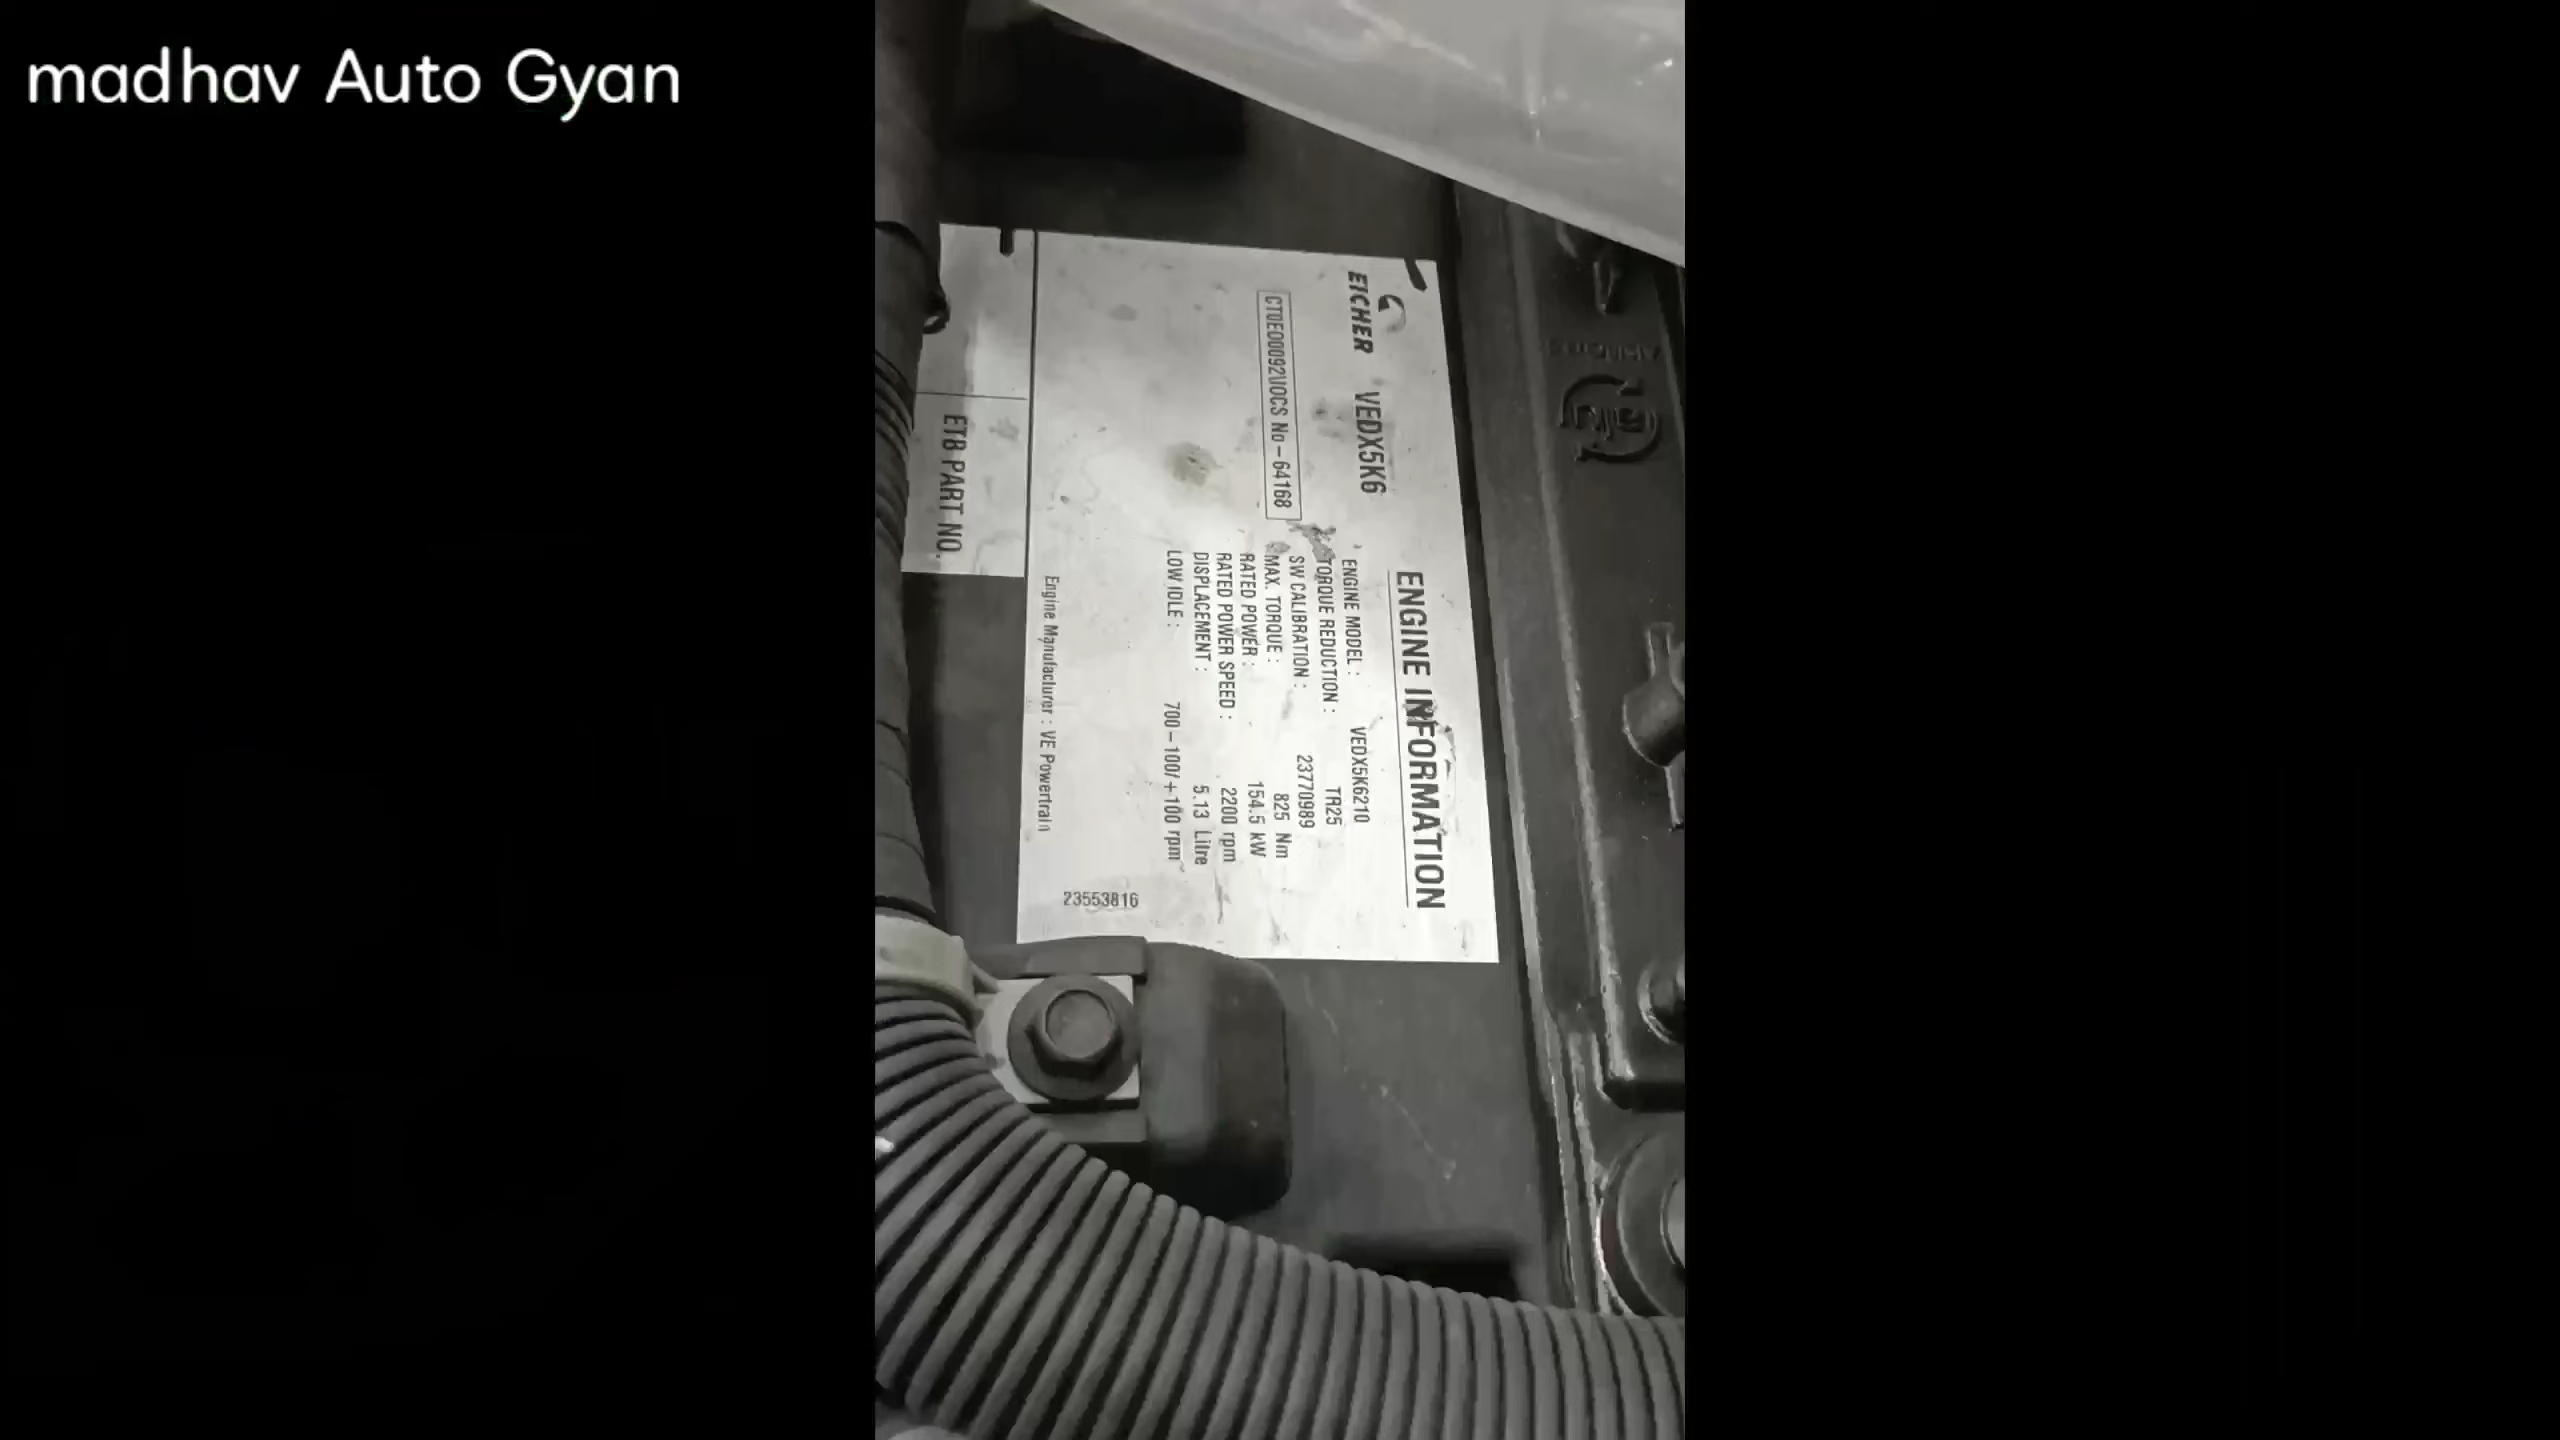 madhav Auto Gyan
ENGINE INFORMATION
EICHER VEDX5K6
ENGINE MODEL : VEDX5K6210
TORQUE REDUCTION : TR25
SW CALIBRATION : 23770989
CTDED0092\IOCS No – 64168
MAX. TORQUE : 825 Nm
RATED POWER : 154.5 kW
RATED POWER SPEED : 2200 rpm
DISPLACEMENT : 5.13 Litre
LOW IDLE : 700 – 100/ + 100 rpm
23553816
Engine Manufacturer : VE Powertrain
ETB PART NO.